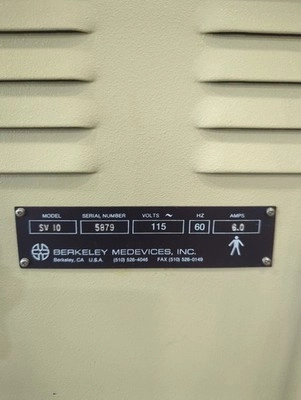 MODEL SERIAL NUMBER VOLTS ~ HZ AMPS
SV 10 5879 115 60 6.0
BERKELEY MEDEVICES, INC.
Berkeley, CA U.S.A. (510) 526-4046 FAX (510) 526-0149